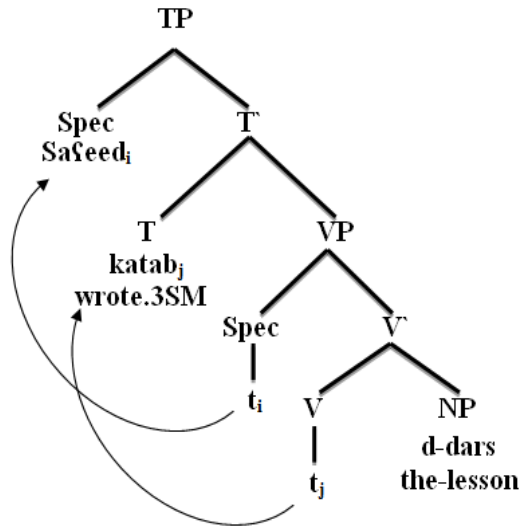 TP
Spec T`
Saʕeedᵢ
T VP
katabⱼ
wrote.3SM
Spec V`
tᵢ V NP
d-dars
tⱼ the-lesson